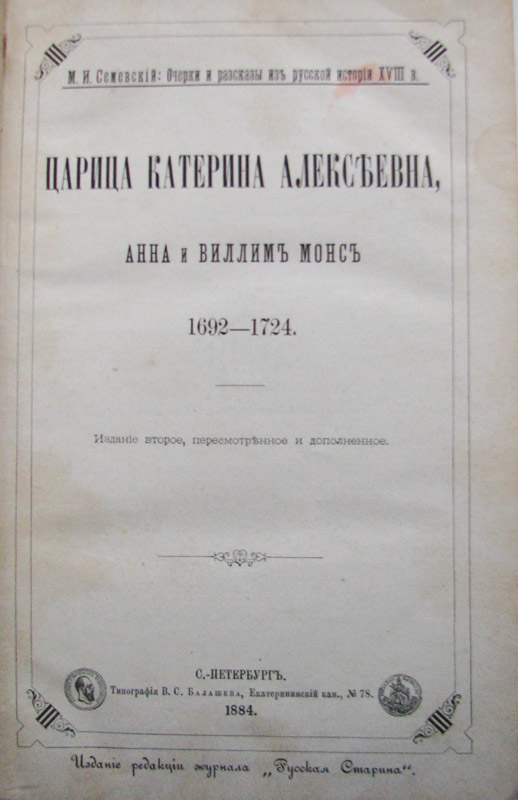 М. И. Семевскій: Очерки и разсказы изъ русской исторіи XVIII в.
ЦАРИЦА КАТЕРИНА АЛЕКСѢЕВНА,
АННА и ВИЛЛИМЪ МОНСЪ
1692—1724.
Изданіе второе, пересмотрѣнное и дополненное.
С.-ПЕТЕРБУРГЪ.
Типографія В. С. Балашева, Екатерининскій кан., № 78.
1884.
Изданіе редакціи журнала „Русская Старина“.